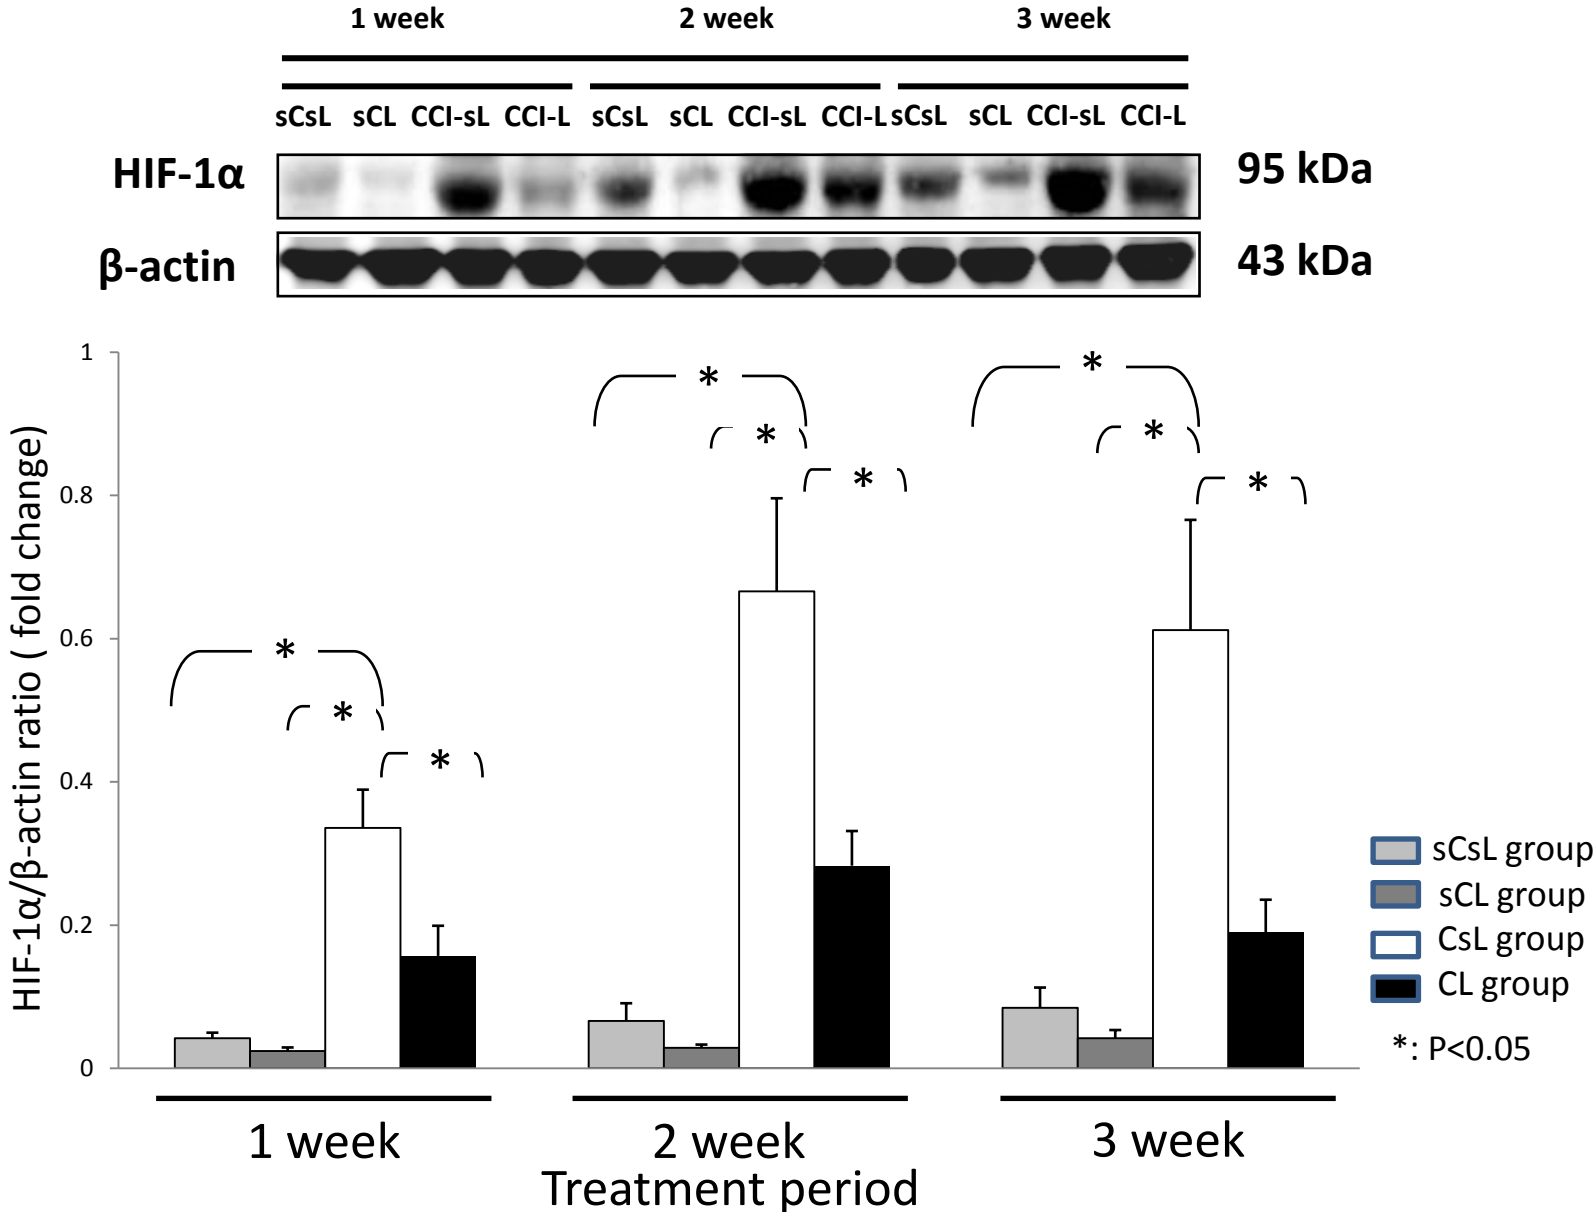 1 week 2 week 3 week
sCsL sCL CCI-sL CCI-L sCsL sCL CCI-sL CCI-L sCsL sCL CCI-sL CCI-L
HIF-1α 95 kDa
β-actin 43 kDa
HIF-1α/β-actin ratio ( fold change)
1
0.8
0.6
0.4
0.2
0
* * *
* * *
* * *
sCsL group
sCL group
CsL group
CL group
*: P<0.05
1 week 2 week 3 week
Treatment period